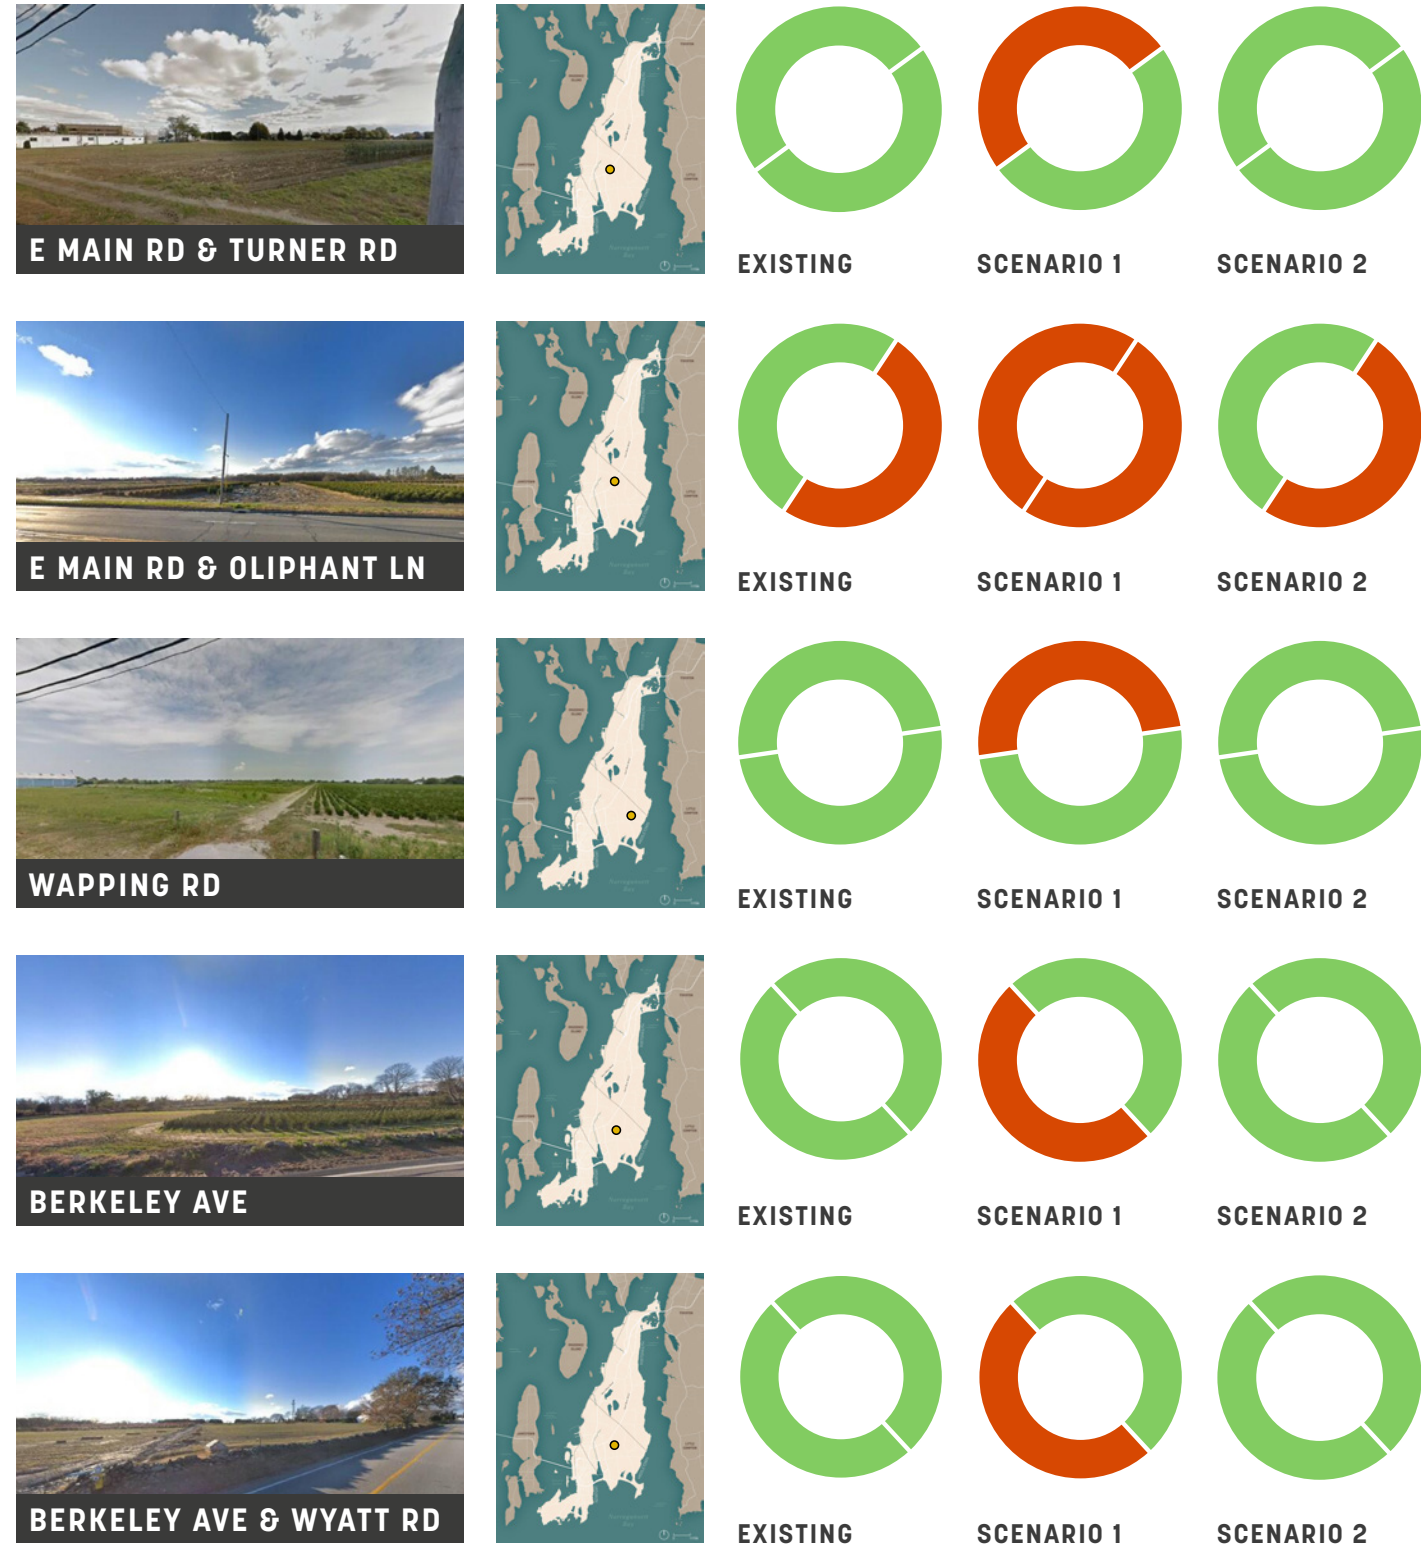 E MAIN RD & TURNER RD
EXISTING
SCENARIO 1
SCENARIO 2
E MAIN RD & OLIPHANT LN
EXISTING
SCENARIO 1
SCENARIO 2
WAPPING RD
EXISTING
SCENARIO 1
SCENARIO 2
BERKELEY AVE
EXISTING
SCENARIO 1
SCENARIO 2
BERKELEY AVE & WYATT RD
EXISTING
SCENARIO 1
SCENARIO 2